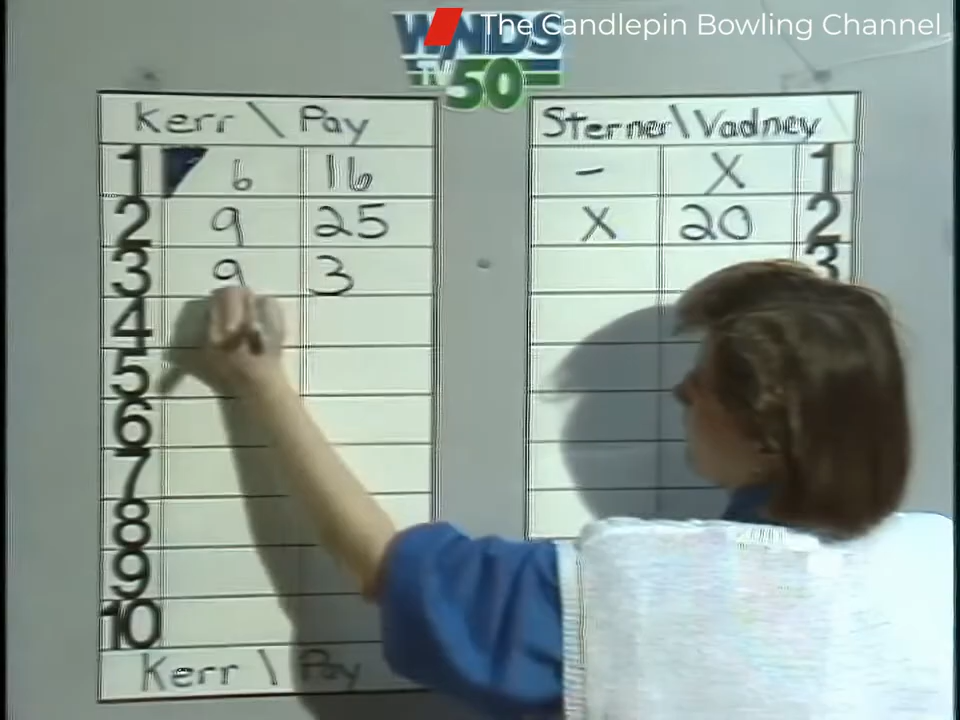 The Candlepin Bowling Channel
WNDS
TV 50
Kerr \ Pay
1 6 16
2 9 25
3 9 3
4
5
6
7
8
9
10
Kerr \ Pay
Sterner \ Vadney
- X 1
X 20 2
3